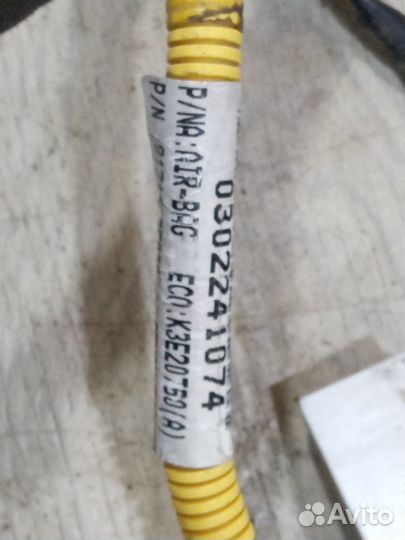 0302241074
P/NA:AIR-BAG ECO:K3E20750(A)
P/N
Avito